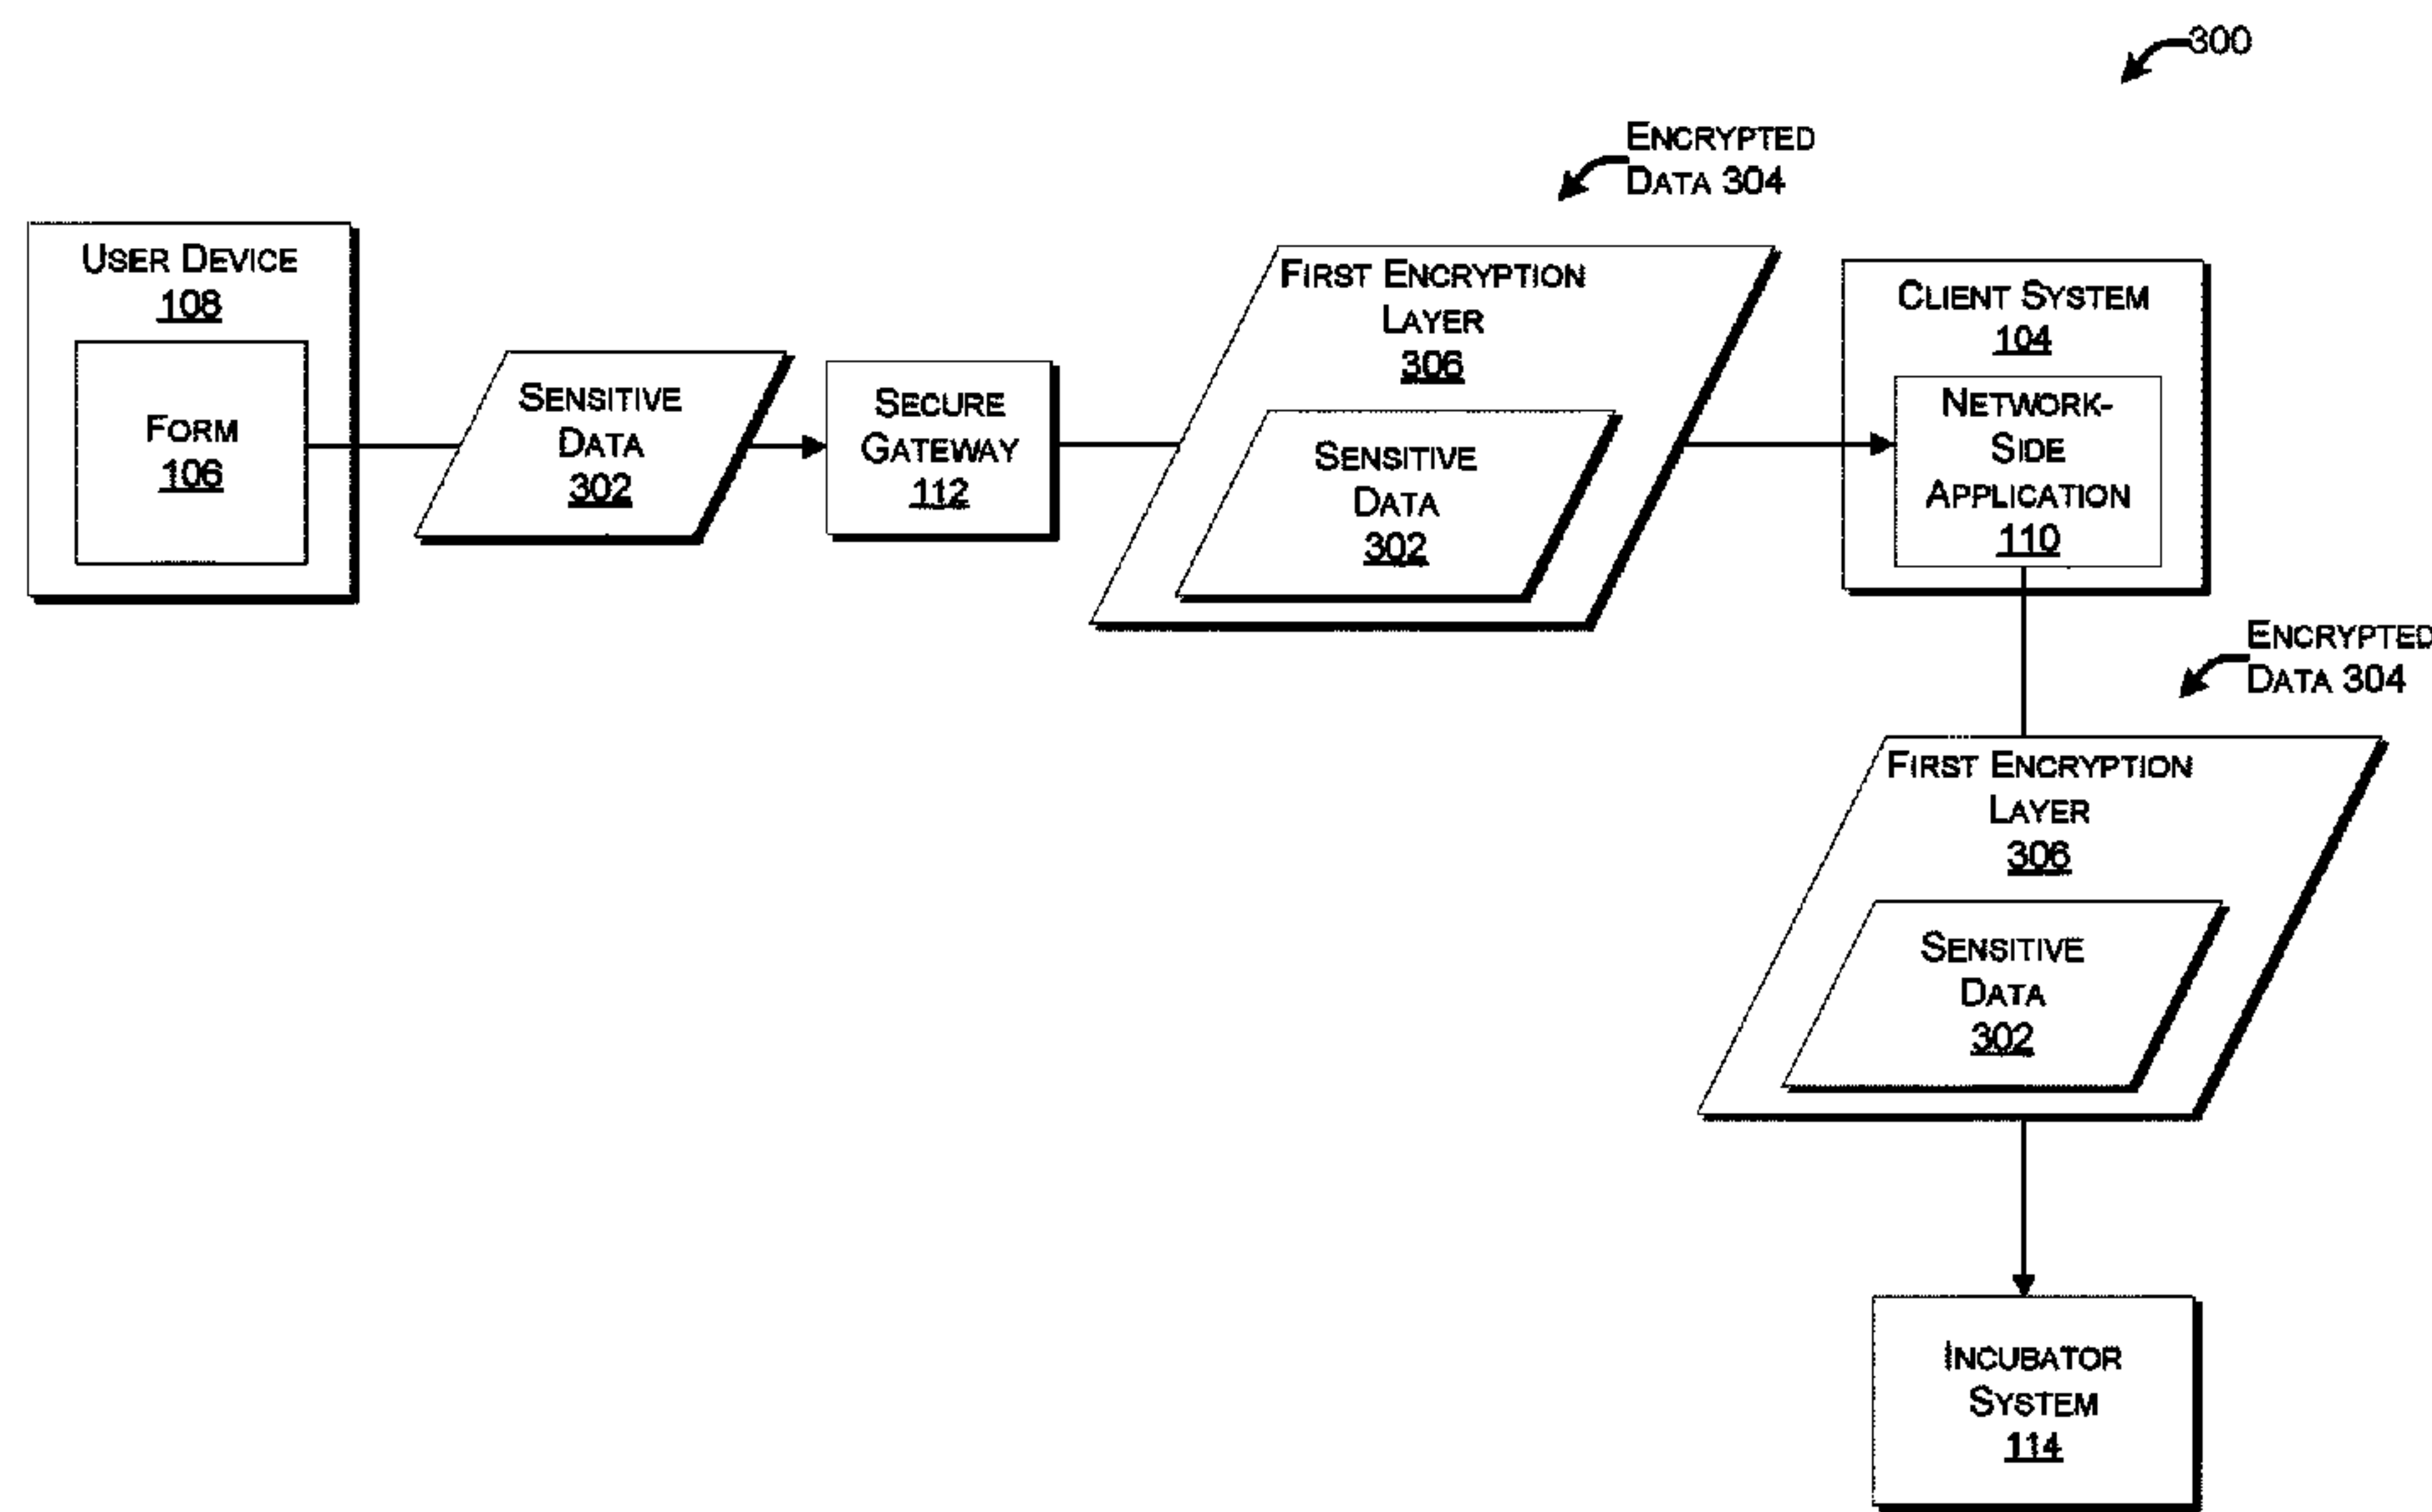 300
ENCRYPTED
DATA 304
USER DEVICE
108
FORM
106
SENSITIVE
DATA
302
SECURE
GATEWAY
112
FIRST ENCRYPTION
LAYER
306
SENSITIVE
DATA
302
CLIENT SYSTEM
104
NETWORK-
SIDE
APPLICATION
110
ENCRYPTED
DATA 304
FIRST ENCRYPTION
LAYER
306
SENSITIVE
DATA
302
INCUBATOR
SYSTEM
114